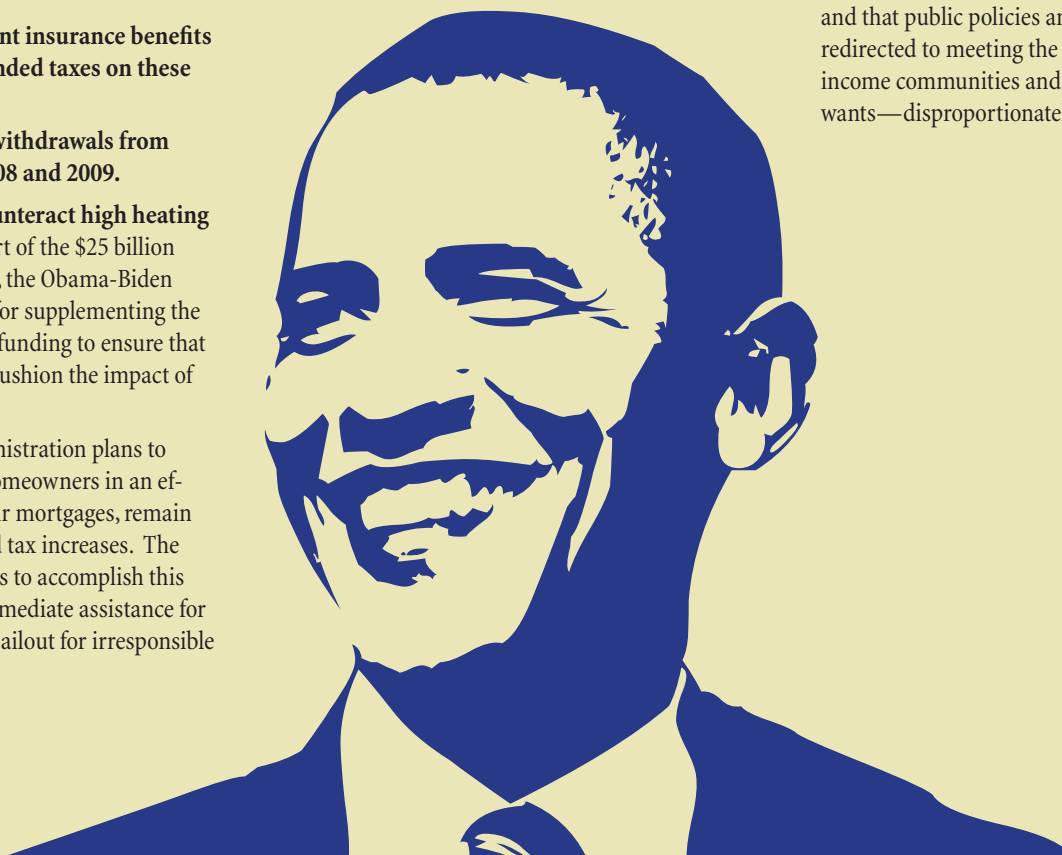 nt insurance benefits
nded taxes on these
withdrawals from
08 and 2009.
unteract high heating
rt of the $25 billion
, the Obama-Biden
for supplementing the
funding to ensure that
ushion the impact of
nistration plans to
omeowners in an ef-
r mortgages, remain
l tax increases. The
s to accomplish this
mediate assistance for
ailout for irresponsible
and that public policies ar
redirected to meeting the
income communities and
wants—disproportionate